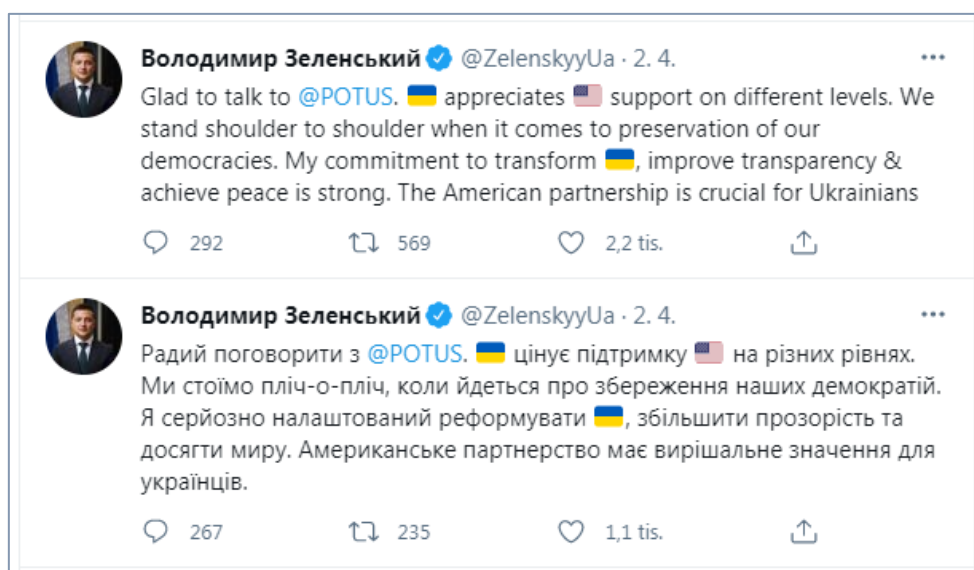 Володимир Зеленський @ZelenskyyUa · 2. 4.
Glad to talk to @POTUS. 🇺🇦 appreciates 🇺🇸 support on different levels. We
stand shoulder to shoulder when it comes to preservation of our
democracies. My commitment to transform 🇺🇦, improve transparency &
achieve peace is strong. The American partnership is crucial for Ukrainians
292 569 2,2 tis.
Володимир Зеленський @ZelenskyyUa · 2. 4.
Радий поговорити з @POTUS. 🇺🇦 цінує підтримку 🇺🇸 на різних рівнях.
Ми стоїмо пліч-о-пліч, коли йдеться про збереження наших демократій.
Я серйозно налаштований реформувати 🇺🇦, збільшити прозорість та
досягти миру. Американське партнерство має вирішальне значення для
українців.
267 235 1,1 tis.